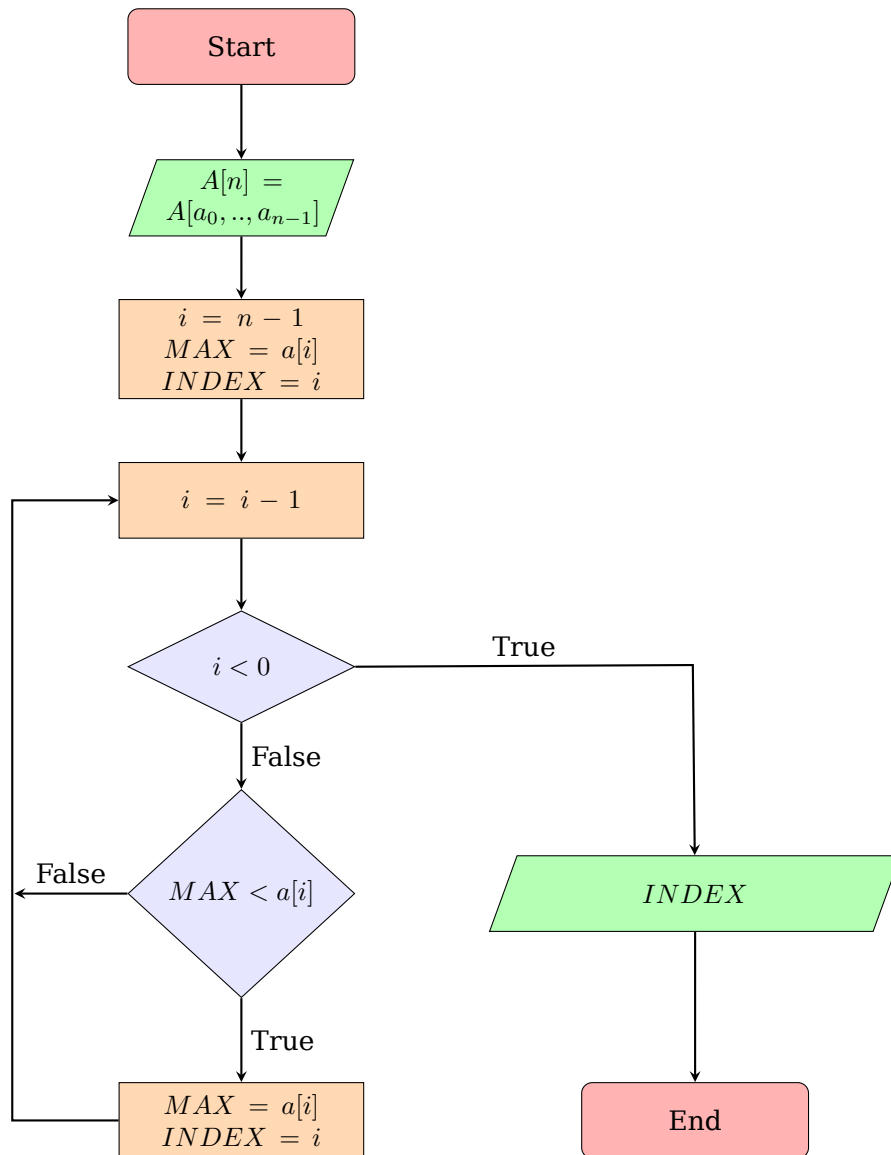 Start
A[n] =
A[a₀, .., aₙ₋₁]
i = n − 1
MAX = a[i]
INDEX = i
i = i − 1
i < 0
True
False
MAX < a[i]
False
True
MAX = a[i]
INDEX = i
INDEX
End